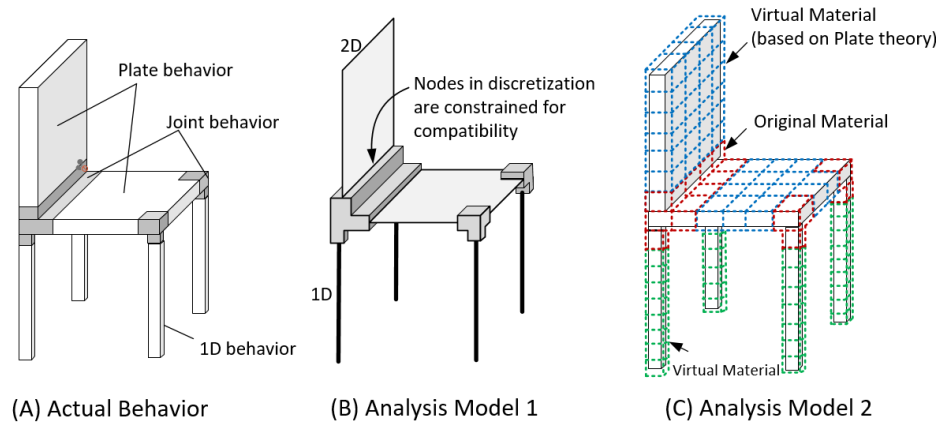 Plate behavior
Joint behavior
1D behavior
(A) Actual Behavior
2D
Nodes in discretization
are constrained for
compatibility
1D
(B) Analysis Model 1
Virtual Material
(based on Plate theory)
Original Material
Virtual Material
(C) Analysis Model 2